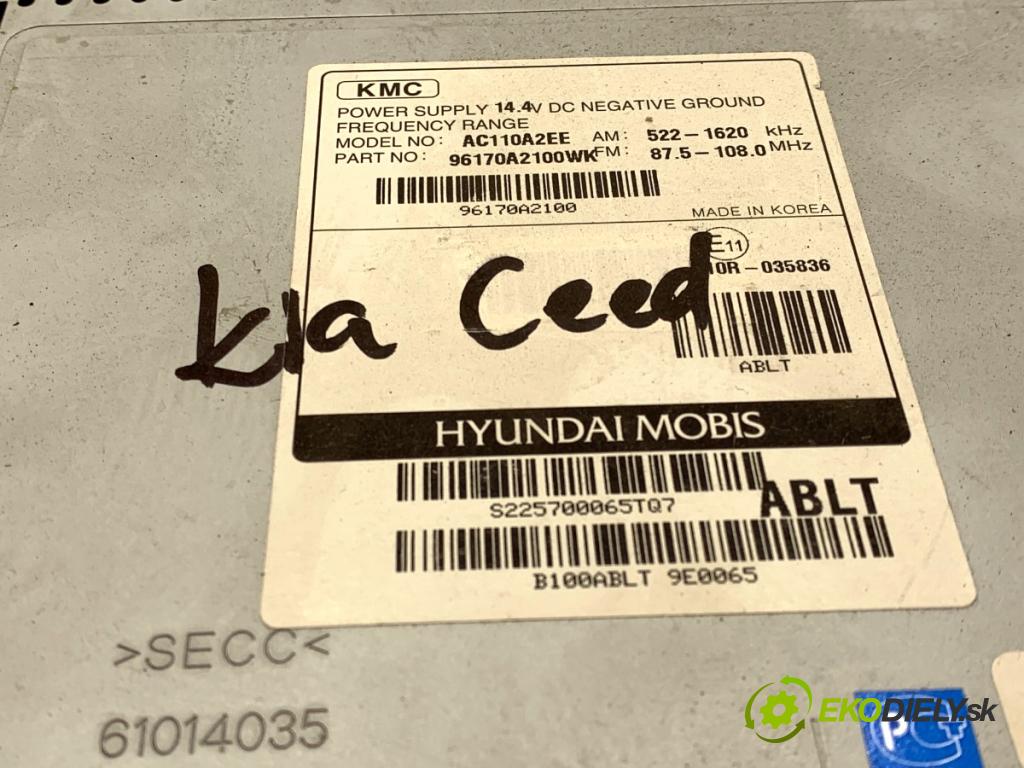 KMC
POWER SUPPLY 14.4V DC NEGATIVE GROUND
FREQUENCY RANGE
MODEL NO: AC110A2EE AM: 522-1620 kHz
PART NO: 96170A2100WK FM: 87.5-108.0 MHz
96170A2100
MADE IN KOREA
E11
10R-035836
kia Ceed
ABLT
HYUNDAI MOBIS
S225700065TQ7
ABLT
B100ABLT 9E0065
>SECC<
61014035
EKODIELY.sk
P